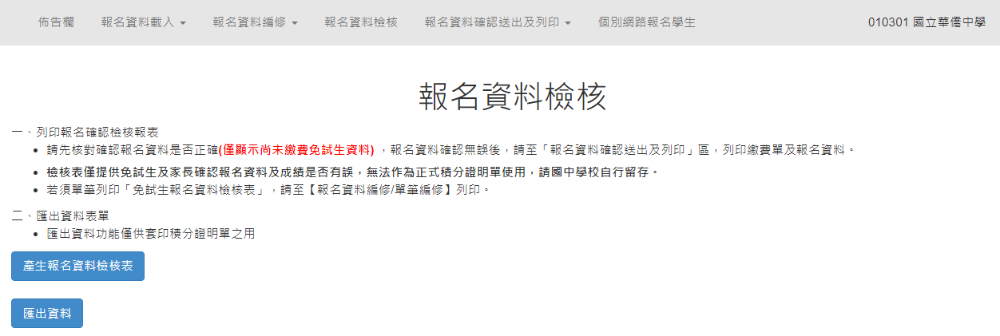 佈告欄 報名資料載入 報名資料編修 報名資料檢核 報名資料確認送出及列印 個別網路報名學生 010301 國立華僑中學
報名資料檢核
一、列印報名確認檢核報表
• 請先核對確認報名資料是否正確(僅顯示尚未繳費免試生資料) ，報名資料確認無誤後，請至「報名資料確認送出及列印」區，列印繳費單及報名資料。
• 檢核表僅提供免試生及家長確認報名資料及成績是否有誤，無法作為正式積分證明單使用，請國中學校自行留存。
• 若須單筆列印「免試生報名資料檢核表」，請至【報名資料編修/單筆編修】列印。
二、匯出資料表單
• 匯出資料功能僅供套印積分證明單之用
產生報名資料檢核表
匯出資料